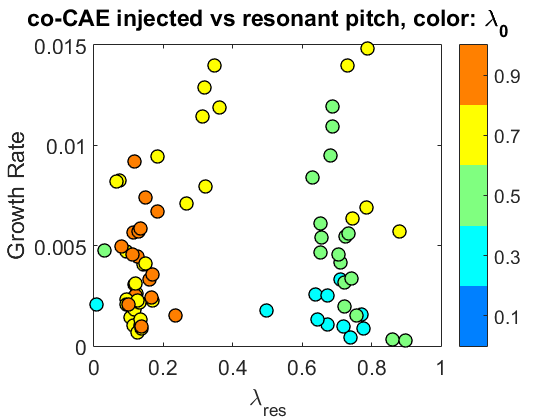 co-CAE injected vs resonant pitch, color: λ₀
0.015
0.01
0.005
0
Growth Rate
0 0.2 0.4 0.6 0.8 1
λ_res
0.9
0.7
0.5
0.3
0.1